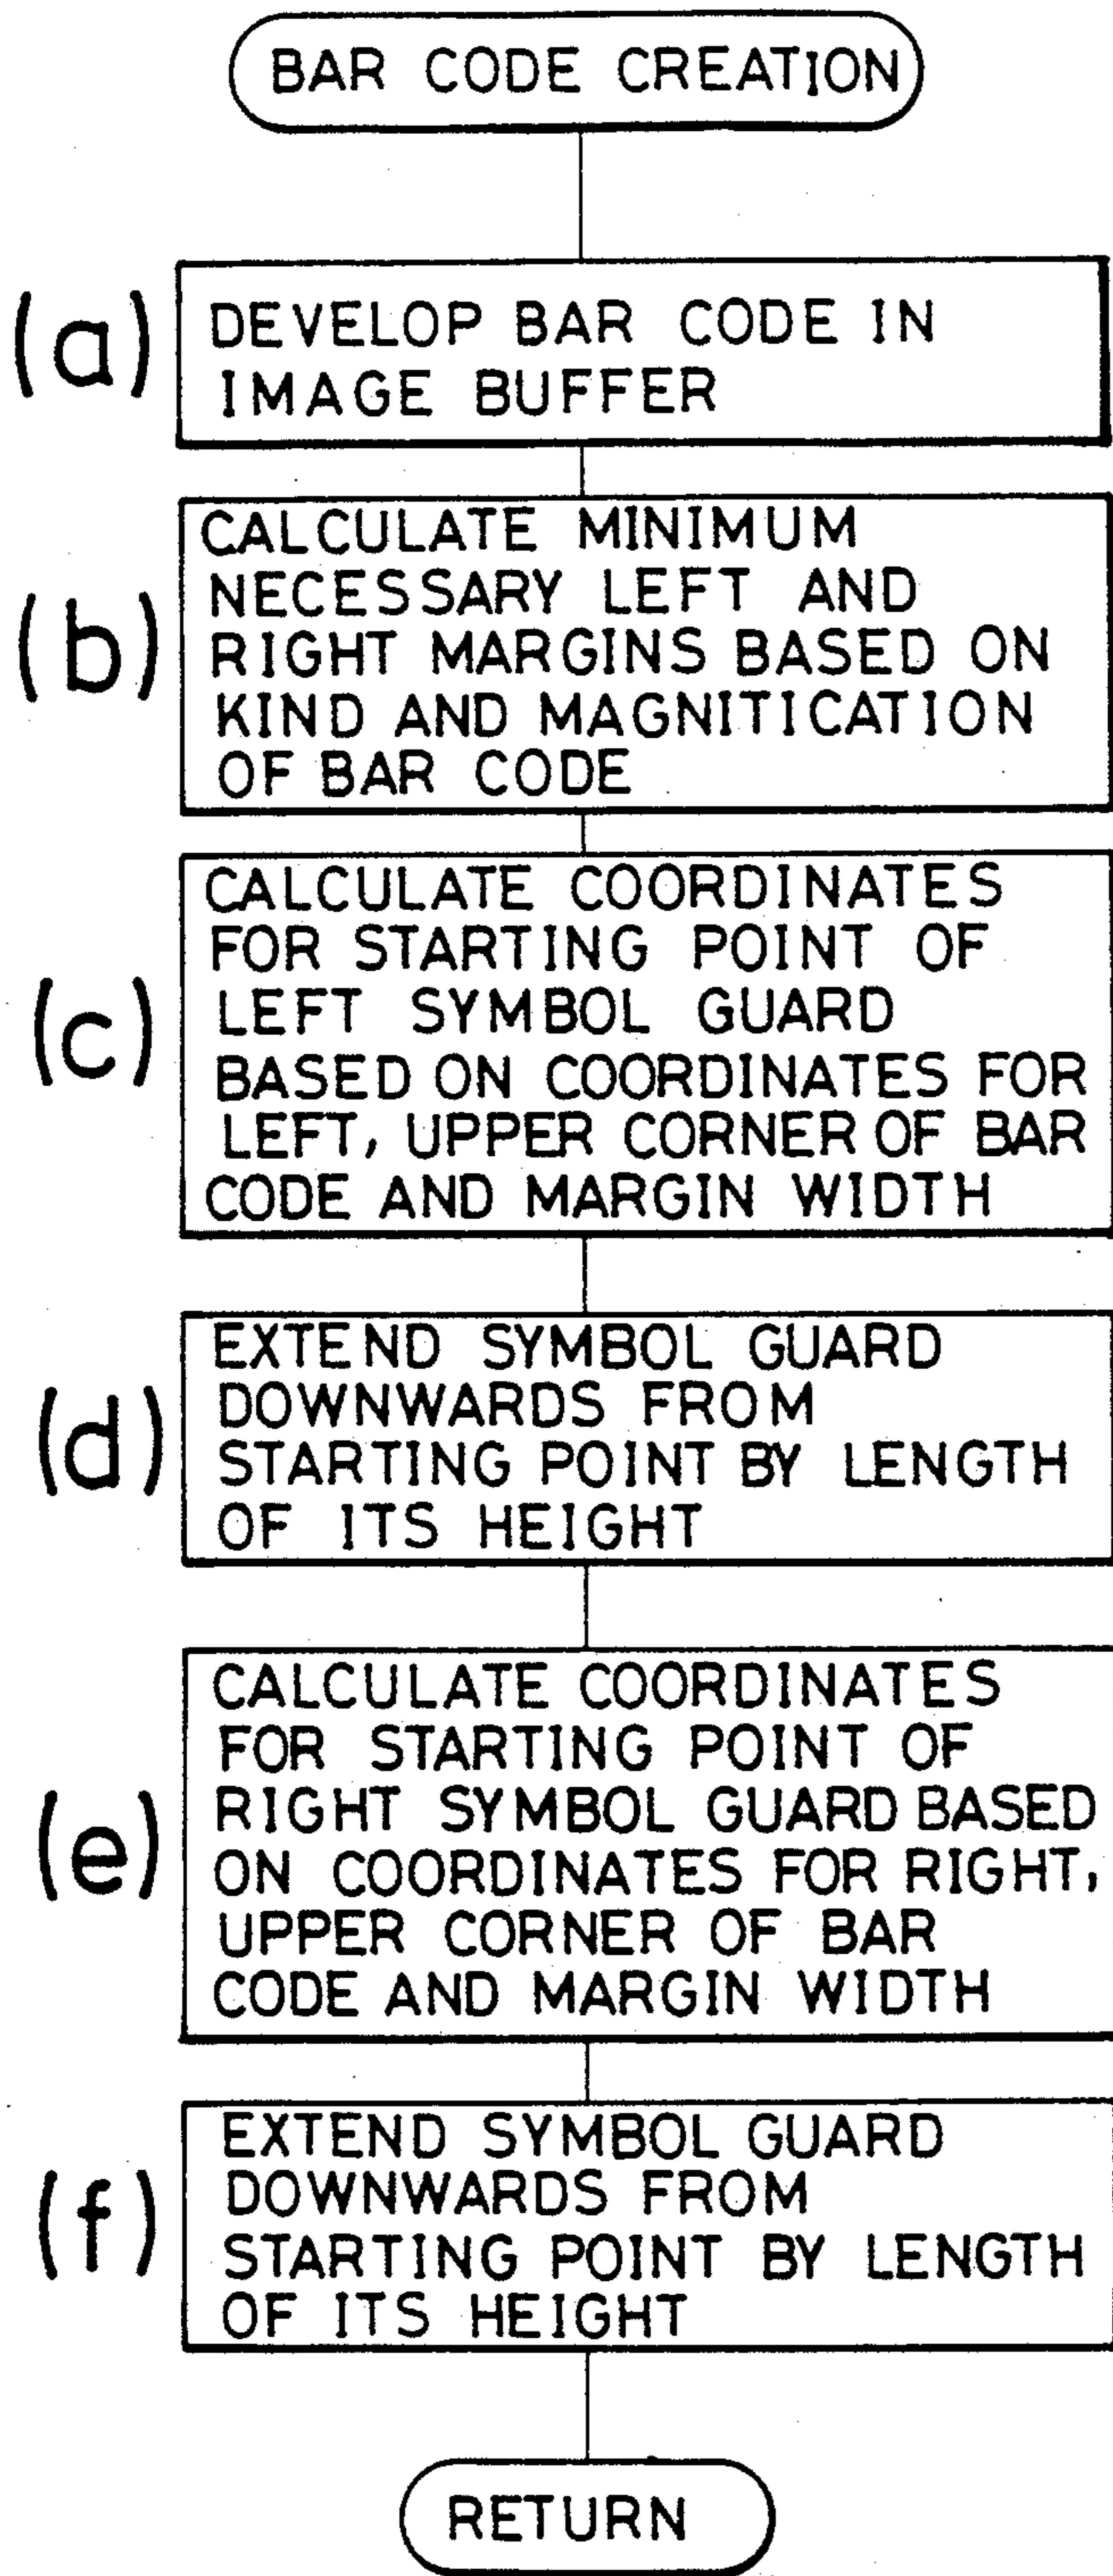 BAR CODE CREATION
(a)
DEVELOP BAR CODE IN
IMAGE BUFFER
(b)
CALCULATE MINIMUM
NECESSARY LEFT AND
RIGHT MARGINS BASED ON
KIND AND MAGNITICATION
OF BAR CODE
(c)
CALCULATE COORDINATES
FOR STARTING POINT OF
LEFT SYMBOL GUARD
BASED ON COORDINATES FOR
LEFT, UPPER CORNER OF BAR
CODE AND MARGIN WIDTH
(d)
EXTEND SYMBOL GUARD
DOWNWARDS FROM
STARTING POINT BY LENGTH
OF ITS HEIGHT
(e)
CALCULATE COORDINATES
FOR STARTING POINT OF
RIGHT SYMBOL GUARD BASED
ON COORDINATES FOR RIGHT,
UPPER CORNER OF BAR
CODE AND MARGIN WIDTH
(f)
EXTEND SYMBOL GUARD
DOWNWARDS FROM
STARTING POINT BY LENGTH
OF ITS HEIGHT
RETURN